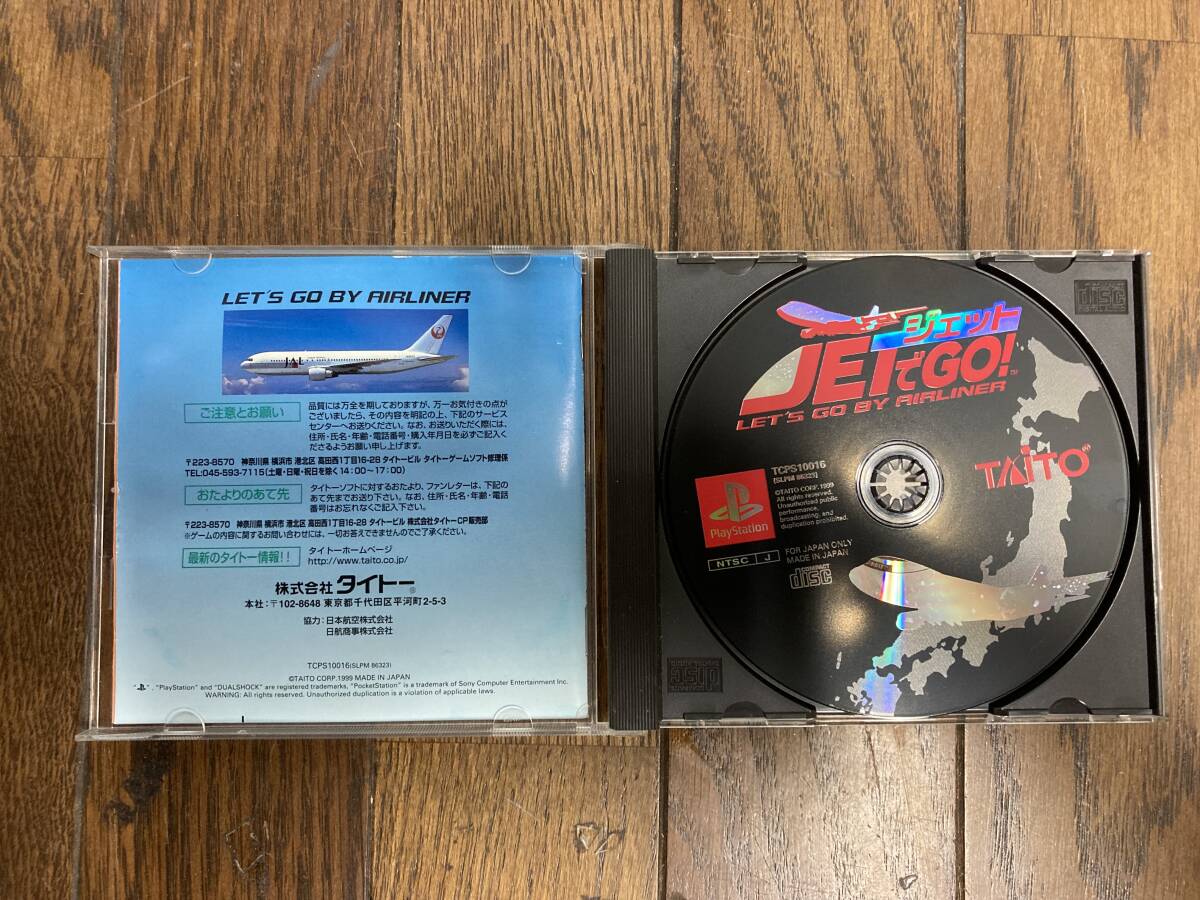 LET'S GO BY AIRLINER
JAL
ご注意とお願い
品質には万全を期しておりますが、万一お気付きの点が
ございましたら、その内容を明記の上、下記のサービス
センターへお送りください。なお、お送りいただく際には、
住所・氏名・年齢・電話番号・購入年月日を必ずご記入く
ださるようお願い申し上げます。
〒223-8570 神奈川県 横浜市 港北区 高田西1丁目16-28 タイトービル タイトーゲームソフト修理係
TEL:045-593-7115(土曜・日曜・祝日を除く14:00〜17:00)
おたよりのあて先
タイトーソフトに対するおたより、ファンレターは、下記の
あて先までお送り下さい。なお、住所・氏名・年齢・電話
番号はお忘れなくご記入下さい。
〒223-8570 神奈川県 横浜市 港北区 高田西1丁目16-28 タイトービル 株式会社タイトーCP販売部
※ゲームの内容に関するお問い合わせには、一切お答えできませんのでご了承ください。
最新のタイトー情報!!
タイトーホームページ
http://www.taito.co.jp/
株式会社 タイトー®
本社:〒102-8648 東京都千代田区平河町2-5-3
協力:日本航空株式会社
日航商事株式会社
TCPS10016(SLPM 86323)
©TAITO CORP.1999 MADE IN JAPAN
" ", "PlayStation" and "DUALSHOCK" are registered trademarks, "PocketStation" is a trademark of Sony Computer Entertainment Inc.
WARNING: All rights reserved. Unauthorized duplication is a violation of applicable laws.
ジェット
JETでGO!™
LET'S GO BY AIRLINER
TAITO®
TCPS10016
[SLPM 86323]
©TAITO CORP.1999
All rights reserved.
Unauthorized public
performance,
broadcasting, and
duplication prohibited.
PlayStation
NTSC J
FOR JAPAN ONLY
MADE IN JAPAN
COMPACT
disc
disc
disc